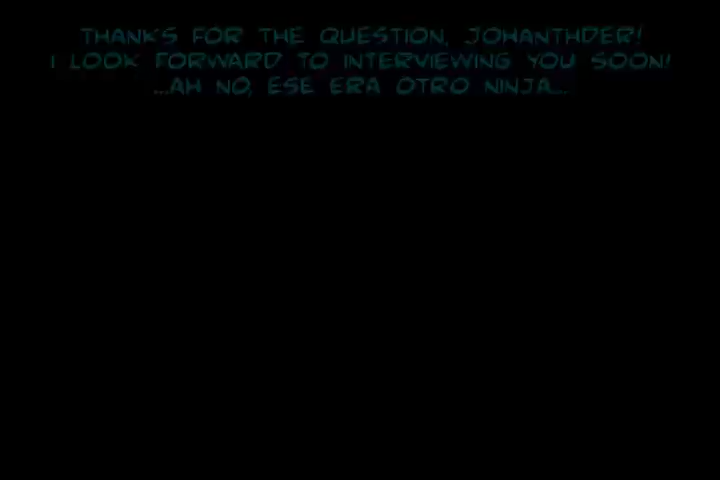 THANKS FOR THE QUESTION, JOHANTHDER!
I LOOK FORWARD TO INTERVIEWING YOU SOON!
...AH NO, ESE ERA OTRO NINJA...